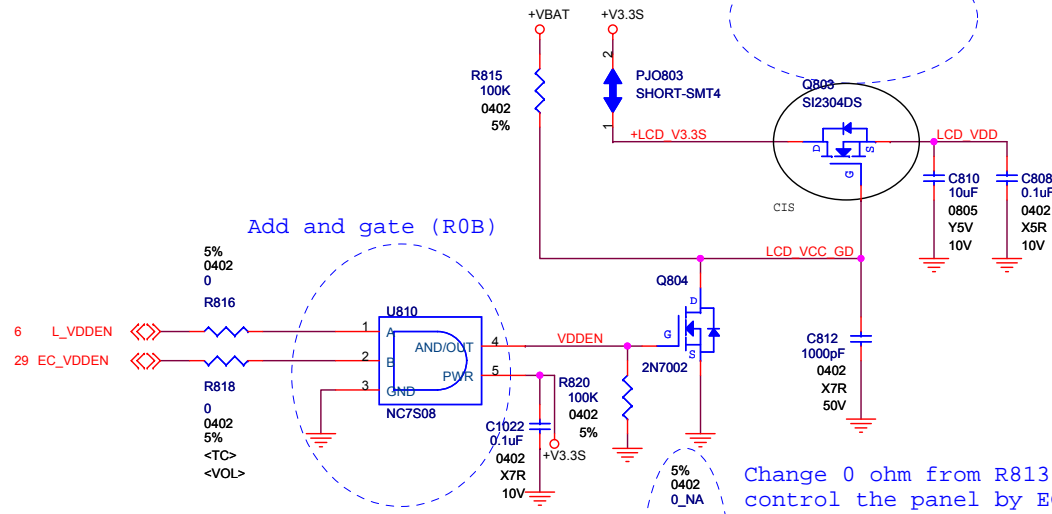 +VBAT
+V3.3S
R815
100K
0402
5%
2
PJO803
SHORT-SMT4
1
+LCD_V3.3S
Q803
SI2304DS
D
S
G
LCD_VDD
CIS
C810
10uF
0805
Y5V
10V
C808
0.1uF
0402
X5R
10V
Add and gate (R0B)
LCD_VCC_GD
5%
0402
0
R816
6 L_VDDEN
29 EC_VDDEN
R818
0
0402
5%
<TC>
<VOL>
U810
1
A
2
B
3
GND
AND/OUT
4
PWR
5
NC7S08
VDDEN
R820
100K
0402
5%
C1022
0.1uF
0402
X7R
10V
+V3.3S
Q804
D
G
S
2N7002
C812
1000pF
0402
X7R
50V
5%
0402
0_NA
Change 0 ohm from R813
control the panel by